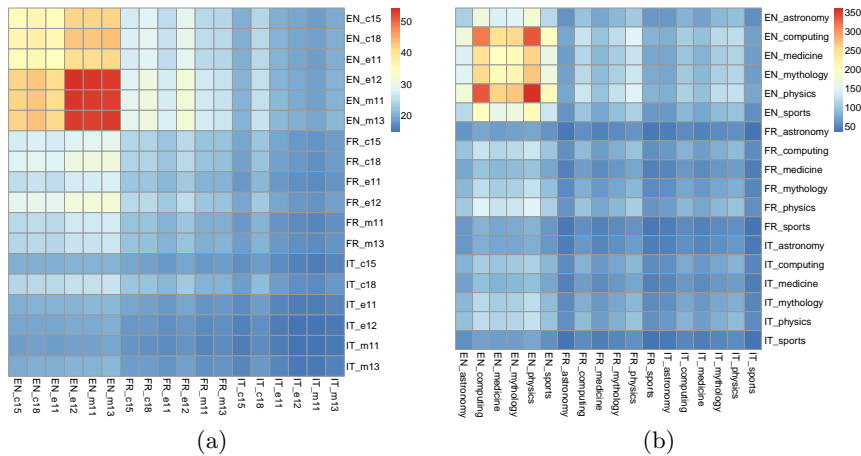 EN_c15
EN_c18
EN_e11
EN_e12
EN_m11
EN_m13
FR_c15
FR_c18
FR_e11
FR_e12
FR_m11
FR_m13
IT_c15
IT_c18
IT_e11
IT_e12
IT_m11
IT_m13
50
40
30
20
EN_c15
EN_c18
EN_e11
EN_e12
EN_m11
EN_m13
FR_c15
FR_c18
FR_e11
FR_e12
FR_m11
FR_m13
IT_c15
IT_c18
IT_e11
IT_e12
IT_m11
IT_m13
(a)
EN_astronomy
EN_computing
EN_medicine
EN_mythology
EN_physics
EN_sports
FR_astronomy
FR_computing
FR_medicine
FR_mythology
FR_physics
FR_sports
IT_astronomy
IT_computing
IT_medicine
IT_mythology
IT_physics
IT_sports
350
300
250
200
150
100
50
EN_astronomy
EN_computing
EN_medicine
EN_mythology
EN_physics
EN_sports
FR_astronomy
FR_computing
FR_medicine
FR_mythology
FR_physics
FR_sports
IT_astronomy
IT_computing
IT_medicine
IT_mythology
IT_physics
IT_sports
(b)